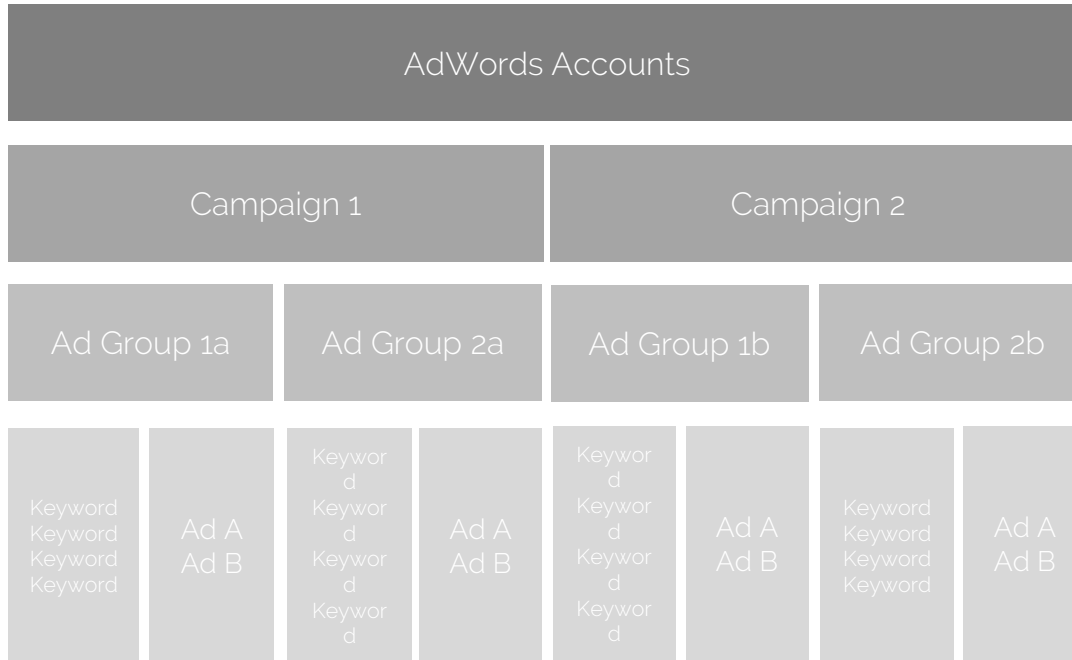 AdWords Accounts
Campaign 1
Campaign 2
Ad Group 1a
Ad Group 2a
Ad Group 1b
Ad Group 2b
Keyword
Keyword
Keyword
Keyword
Ad A
Ad B
Keywor
d
Keywor
d
Keywor
d
Keywor
d
Ad A
Ad B
Keywor
d
Keywor
d
Keywor
d
Keywor
d
Ad A
Ad B
Keyword
Keyword
Keyword
Keyword
Ad A
Ad B